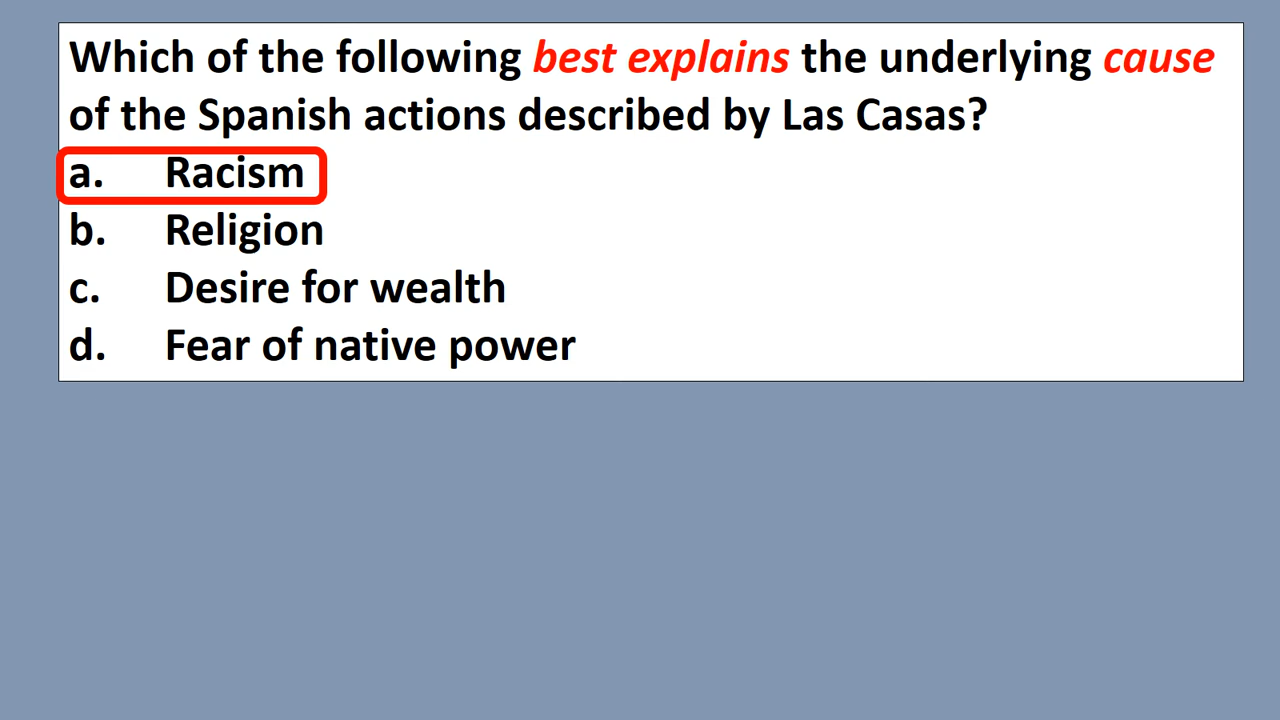 Which of the following best explains the underlying cause
of the Spanish actions described by Las Casas?
a. Racism
b. Religion
c. Desire for wealth
d. Fear of native power